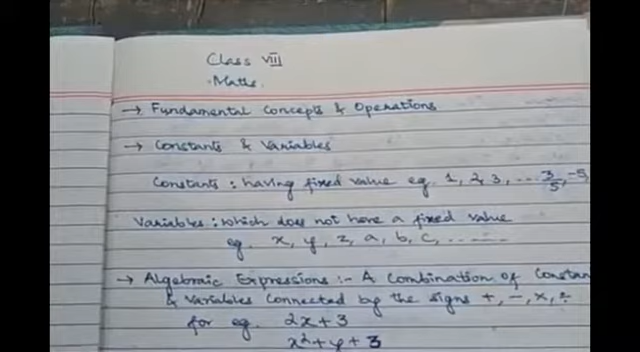 Class VIII
Maths.
→ Fundamental Concepts & Operations
→ Constants & Variables
Constants : having fixed value eg. 1, 2, 3, ... 3/5, -5
Variables : which does not have a fixed value
eg. x, y, z, a, b, c, ......
→ Algebraic Expressions :- A Combination of Constan
& Variables Connected by the signs +, -, x, ÷
for eg. 2x+3
x²+y+3